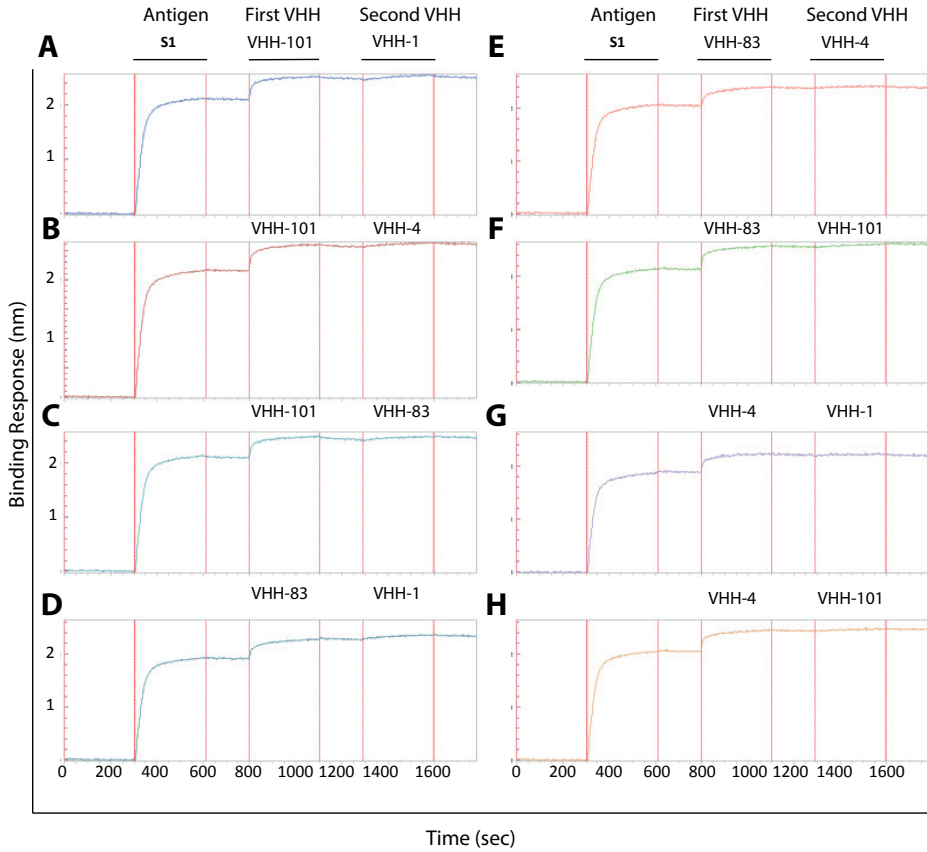 Antigen First VHH Second VHH
A S1 VHH-101 VHH-1
2
1
B VHH-101 VHH-4
2
1
C VHH-101 VHH-83
2
1
D VHH-83 VHH-1
2
1
0 400 600 800 1000 1200 1400 1600
Antigen First VHH Second VHH
S1 VHH-83 VHH-4 E
VHH-83 VHH-101 F
VHH-4 VHH-1 G
VHH-4 VHH-101 H
0 200 400 600 800 1000 1200 1400 1600
Binding Response (nm)
Time (sec)